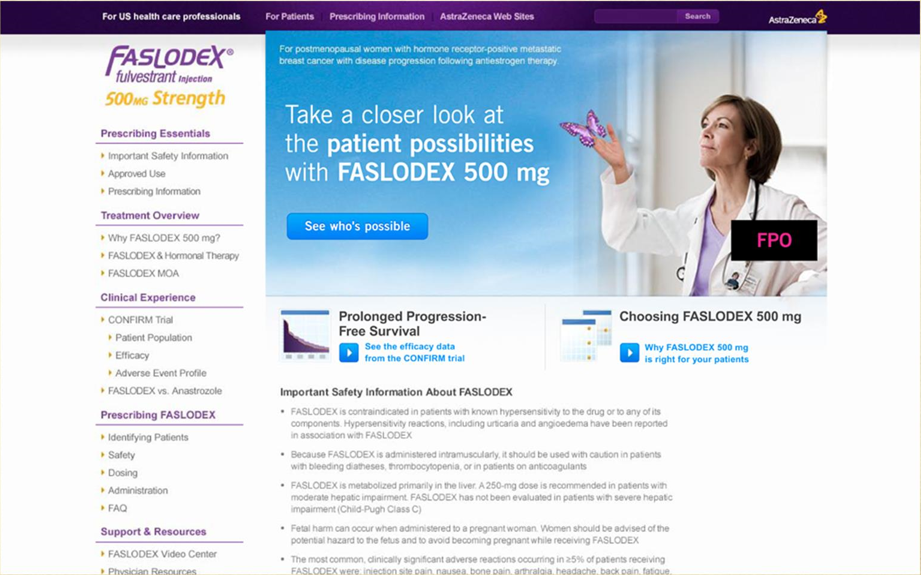 For US health care professionals
For Patients
Prescribing Information
AstraZeneca Web Sites
Search
AstraZeneca
FASLODEX®
fulvestrant Injection
500MG Strength
Prescribing Essentials
Important Safety Information
Approved Use
Prescribing Information
Treatment Overview
Why FASLODEX 500 mg?
FASLODEX & Hormonal Therapy
FASLODEX MOA
Clinical Experience
CONFIRM Trial
Patient Population
Efficacy
Adverse Event Profile
FASLODEX vs. Anastrozole
Prescribing FASLODEX
Identifying Patients
Safety
Dosing
Administration
FAQ
Support & Resources
FASLODEX Video Center
Physician Resources
For postmenopausal women with hormone receptor-positive metastatic
breast cancer with disease progression following antiestrogen therapy.
Take a closer look at
the patient possibilities
with FASLODEX 500 mg
See who's possible
FPO
Prolonged Progression-
Free Survival
See the efficacy data
from the CONFIRM trial
Choosing FASLODEX 500 mg
Why FASLODEX 500 mg
is right for your patients
Important Safety Information About FASLODEX
• FASLODEX is contraindicated in patients with known hypersensitivity to the drug or to any of its
components. Hypersensitivity reactions, including urticaria and angioedema have been reported
in association with FASLODEX
• Because FASLODEX is administered intramuscularly, it should be used with caution in patients
with bleeding diatheses, thrombocytopenia, or in patients on anticoagulants
• FASLODEX is metabolized primarily in the liver. A 250-mg dose is recommended in patients with
moderate hepatic impairment. FASLODEX has not been evaluated in patients with severe hepatic
impairment (Child-Pugh Class C)
• Fetal harm can occur when administered to a pregnant woman. Women should be advised of the
potential hazard to the fetus and to avoid becoming pregnant while receiving FASLODEX
• The most common, clinically significant adverse reactions occurring in ≥5% of patients receiving
FASLODEX were: injection site pain, nausea, bone pain, arthralgia, headache, back pain, fatigue,